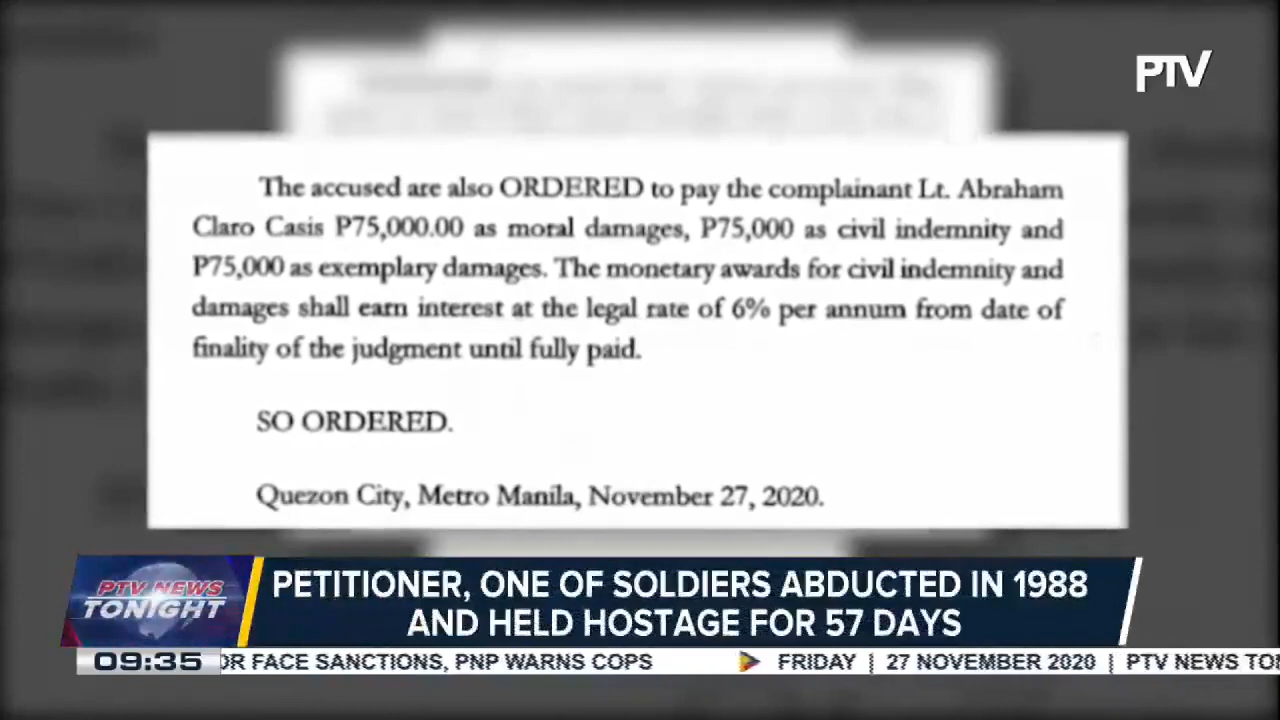 PTV
The accused are also ORDERED to pay the complainant Lt. Abraham
Claro Casis P75,000.00 as moral damages, P75,000 as civil indemnity and
P75,000 as exemplary damages. The monetary awards for civil indemnity and
damages shall earn interest at the legal rate of 6% per annum from date of
finality of the judgment until fully paid.
SO ORDERED.
Quezon City, Metro Manila, November 27, 2020.
PTV NEWS
TONIGHT
PETITIONER, ONE OF SOLDIERS ABDUCTED IN 1988
AND HELD HOSTAGE FOR 57 DAYS
09:35 OR FACE SANCTIONS, PNP WARNS COPS FRIDAY | 27 NOVEMBER 2020 | PTV NEWS TO